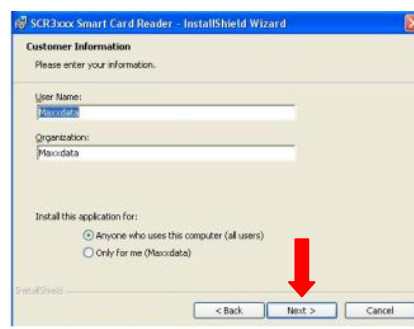 SCR3xxx Smart Card Reader - InstallShield Wizard
Customer Information
Please enter your information.
User Name:
Maxxdata
Organization:
Maxxdata
Install this application for:
Anyone who uses this computer (all users)
Only for me (Maxxdata)
InstallShield
< Back Next > Cancel